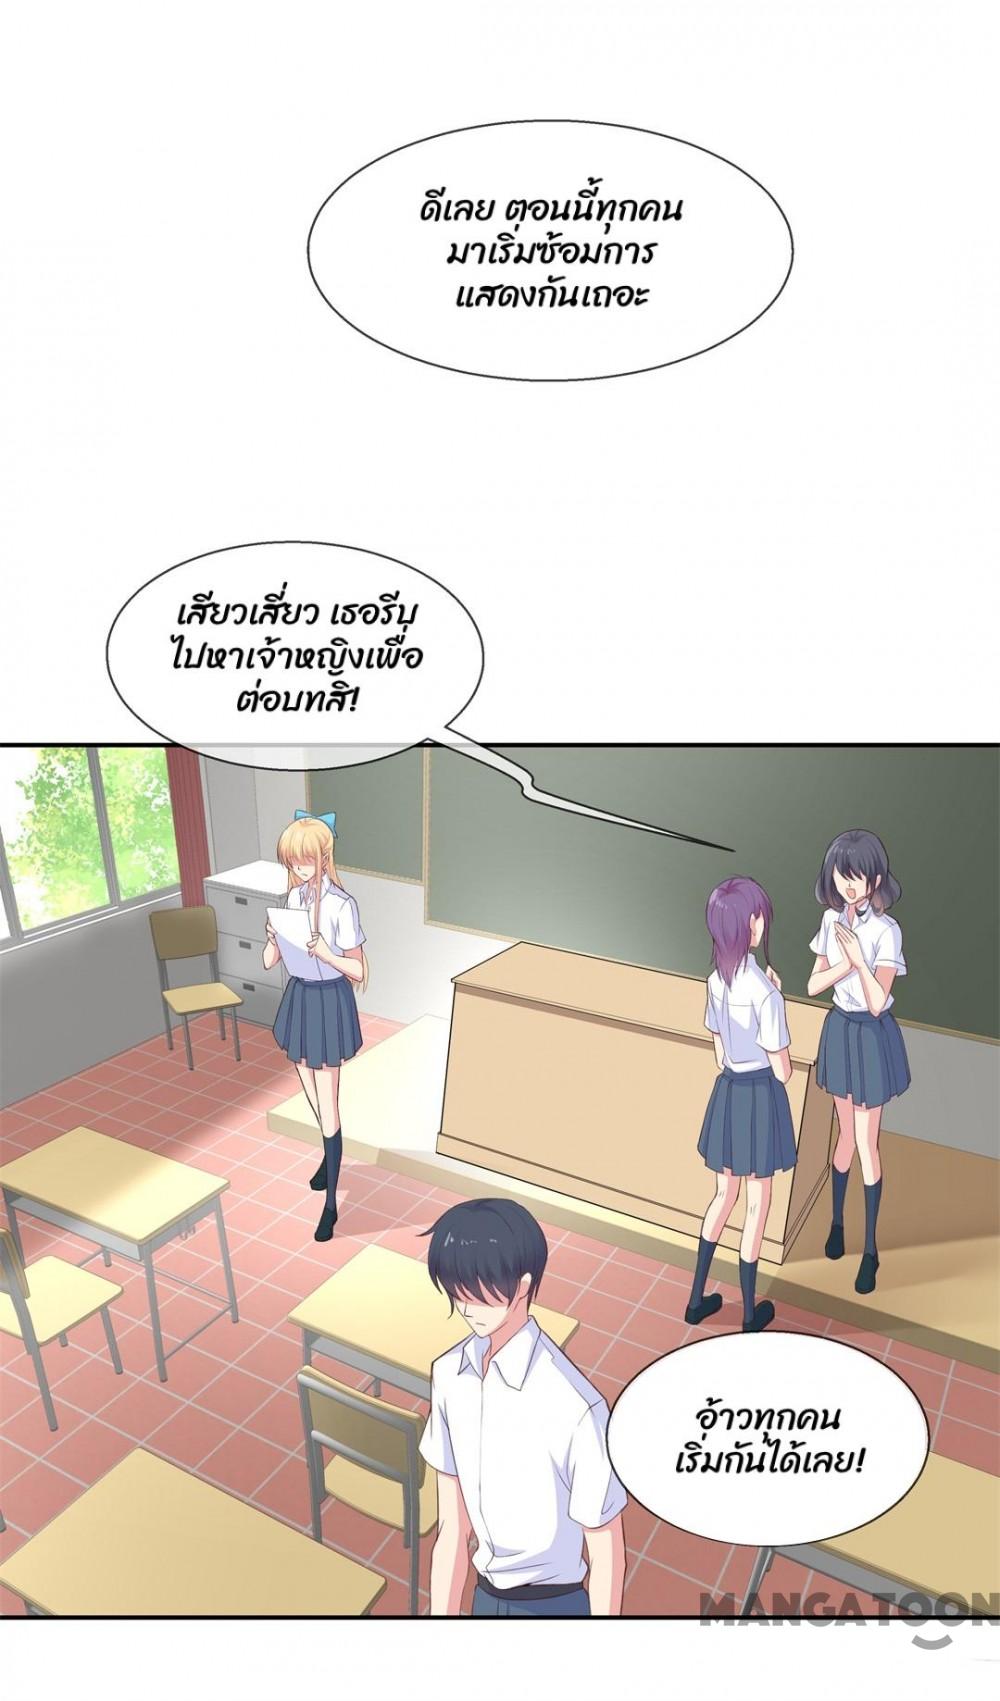 ดีเลย ตอนนี้ทุกคน
มาเริ่มซ้อมการ
แสดงกันเถอะ
เสียวเสี่ยว เธอรีบ
ไปหาเจ้าหญิงเพื่อ
ต่อบทสิ!
อ้าวทุกคน
เริ่มกันได้เลย!
MANGATOON